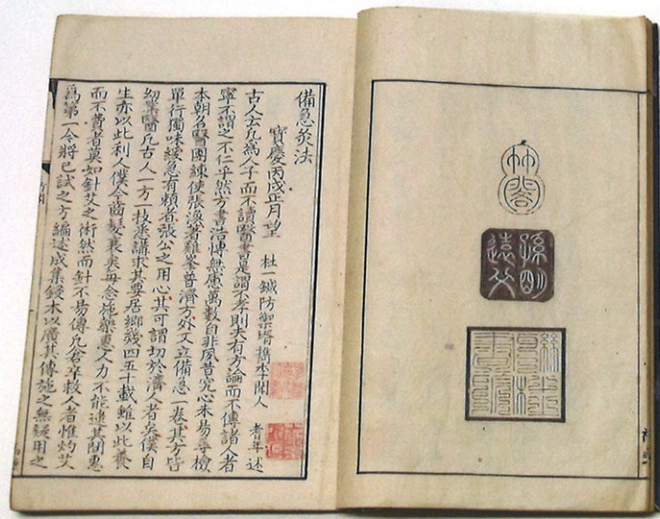 備急灸法
寶慶丙戌正月望　杜一鍼防禦壻檇李聞人　耆年　述
古人云凡為人子而不讀醫書是謂不孝則夫有方論而不傳諸人者
寧不謂之不仁乎然方書浩博無慮萬數自非夙昔究心未易尋檢
本朝名醫團練使張渙著雞峯普濟方外又立備急一卷其方皆
單行獨味緩急有賴者張公之用心其可謂切於濟人者矣僕自
幼業醫凡古人一方一技悉講求其要居鄉幾四五十載雖以此養
生亦以此利人僕今齒髮衰矣每念施藥惠人力不能逮其間惠
而不費者莫如針艾之術然而針不易傳凡倉卒救人者惟灼艾
為第一今將已試之方編述成集鋟木以廣其傳施之無疑用之